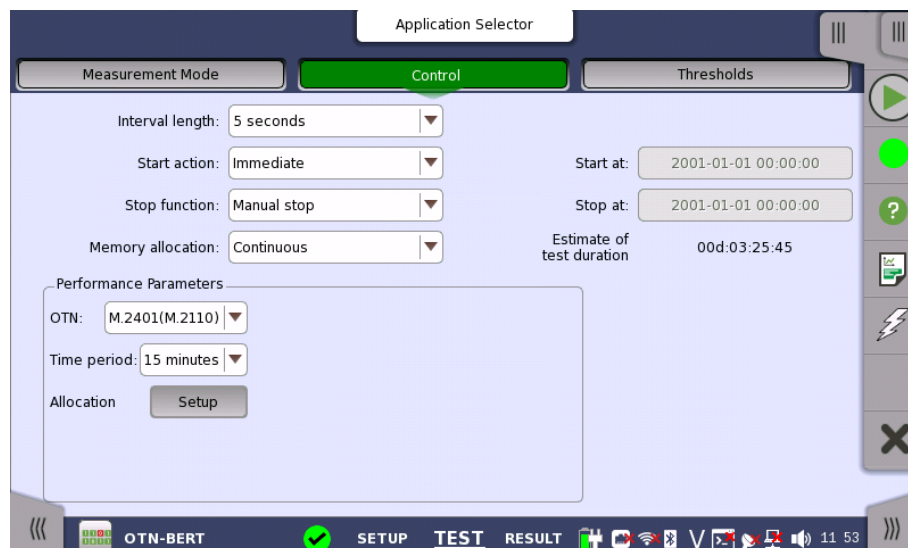 Application Selector
Measurement Mode
Control
Thresholds
Interval length: 5 seconds
Start action: Immediate
Start at: 2001-01-01 00:00:00
Stop function: Manual stop
Stop at: 2001-01-01 00:00:00
Memory allocation: Continuous
Estimate of
test duration
00d:03:25:45
Performance Parameters
OTN: M.2401(M.2110)
Time period: 15 minutes
Allocation Setup
OTN-BERT
SETUP TEST RESULT
V
11 53